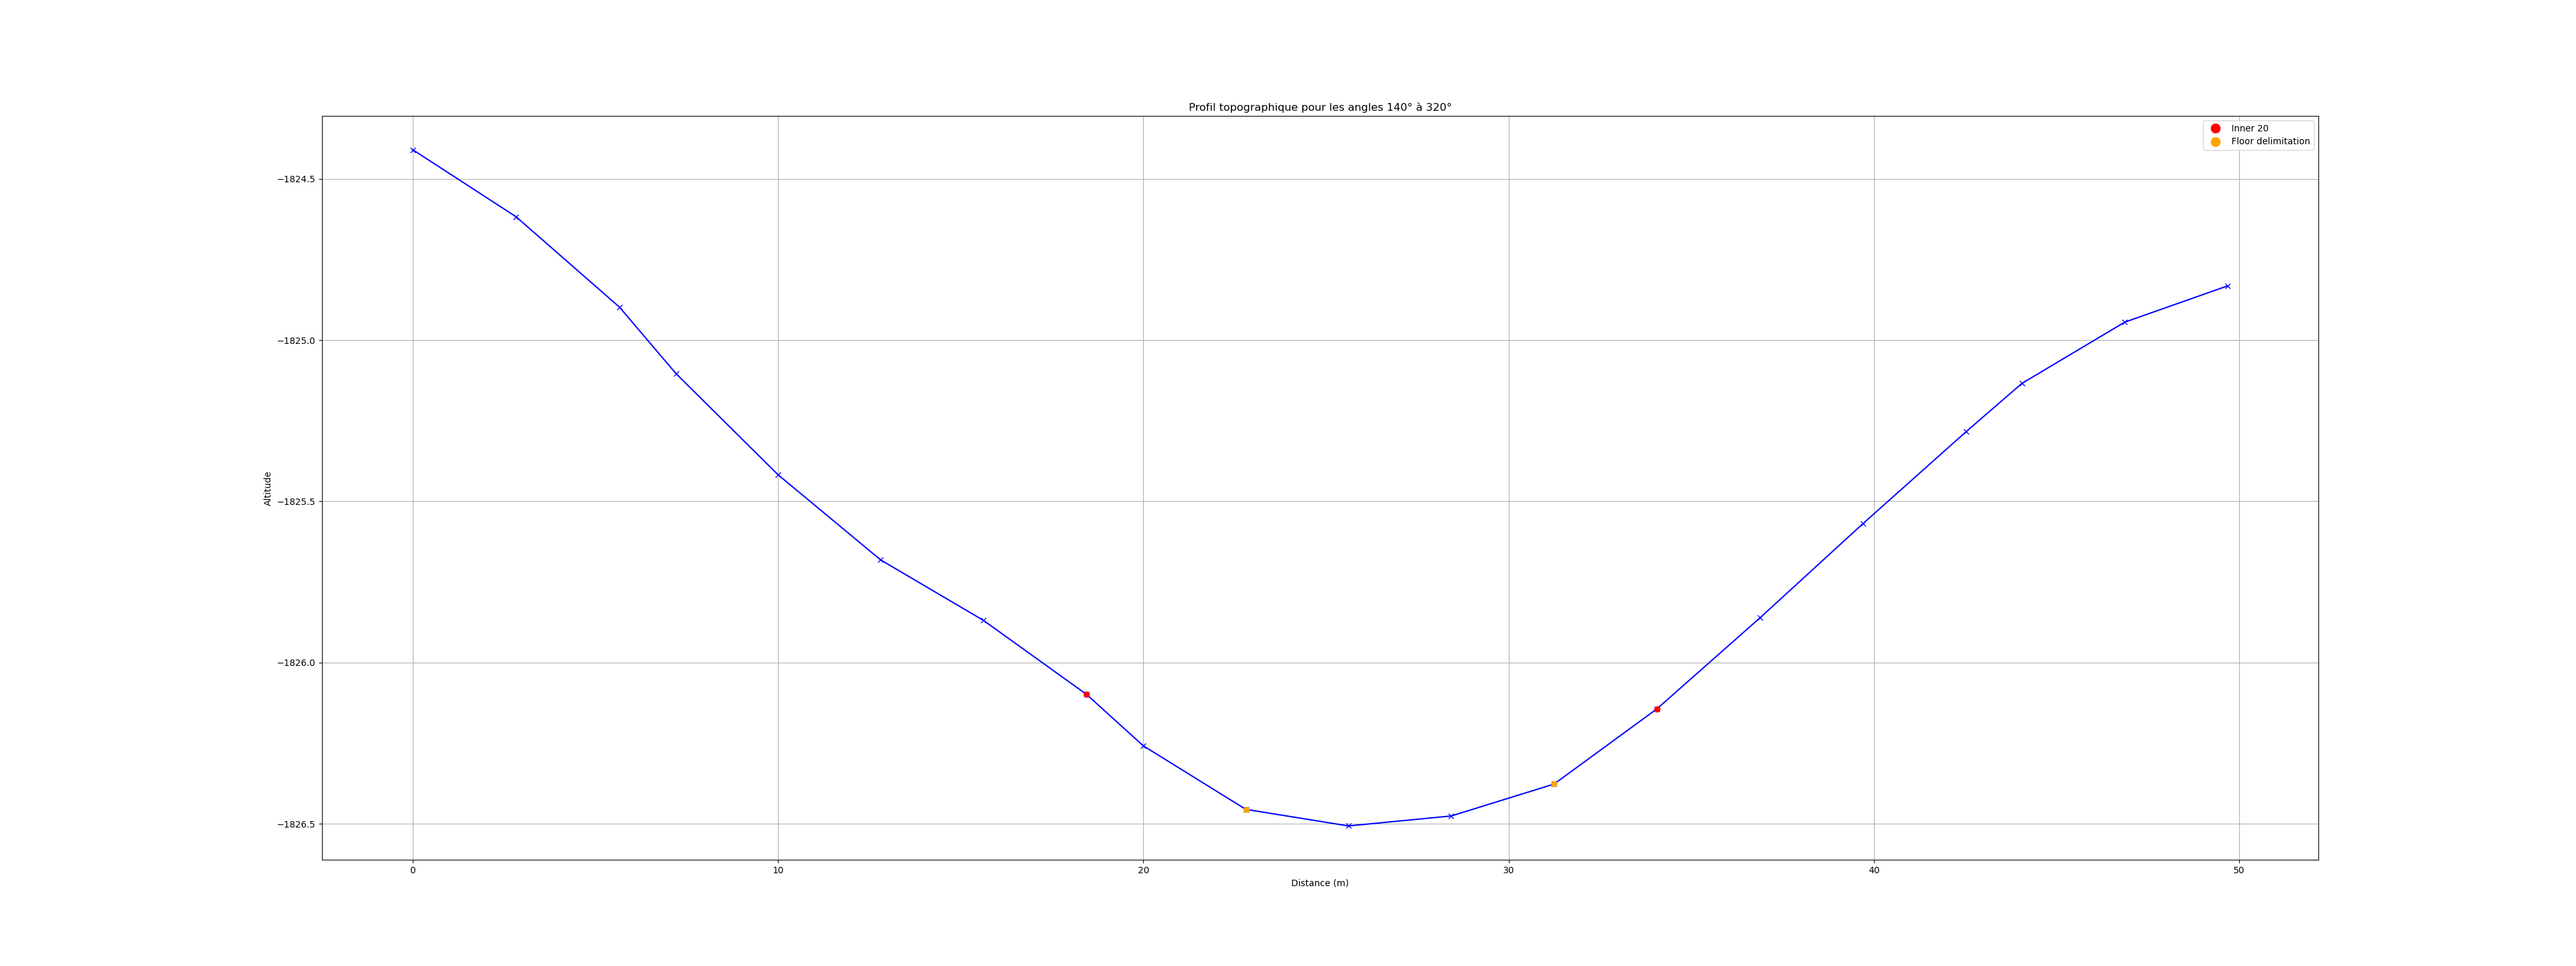 Profil topographique pour les angles 140° à 320°
Inner 20
Floor delimitation
−1824.5
−1825.0
−1825.5
−1826.0
−1826.5
Altitude
0
10
20
30
40
50
Distance (m)